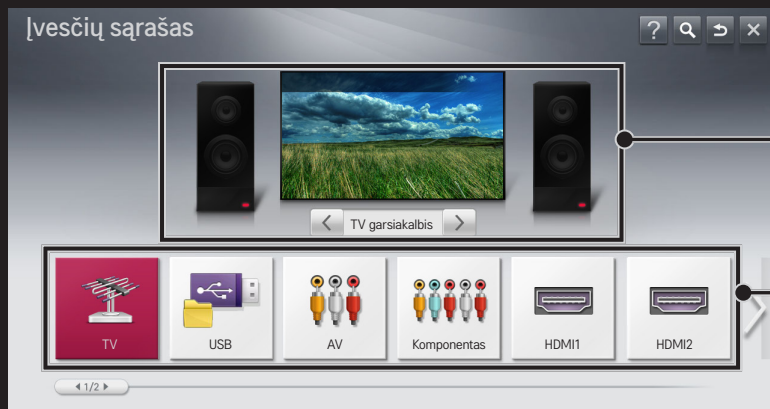 Įvesčių sąrašas
?
TV garsiakalbis
TV
USB
AV
Komponentas
HDMI1
HDMI2
1/2